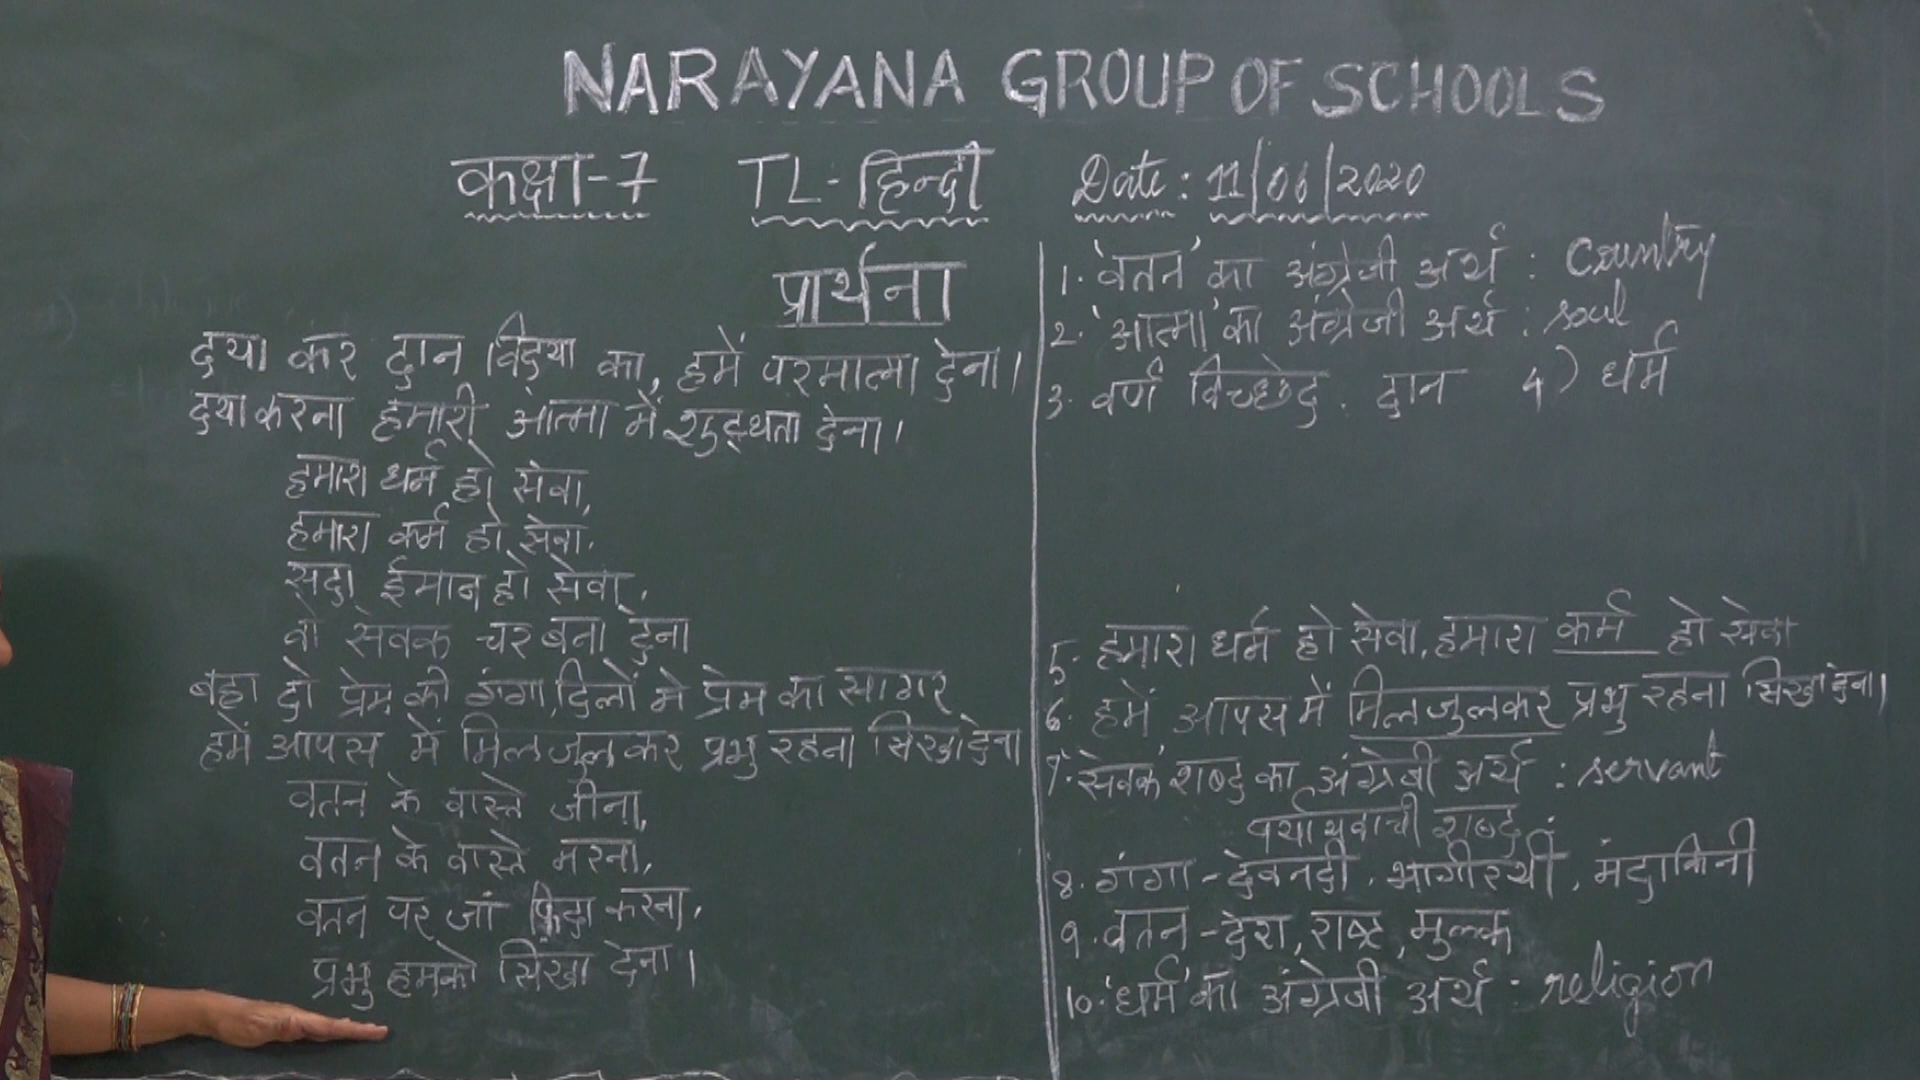 NARAYANA GROUP OF SCHOOLS
कक्षा-7 TL-हिन्दी Date: 11/06/2020
प्रार्थना
दया कर दान विद्या का, हमें परमात्मा देना।
दया करना हमारी आत्मा में शुद्धता देना।
हमारा धर्म हो सेवा,
हमारा कर्म हो सेवा,
सदा ईमान हो सेवा,
वो सेवक चर बना देना
बहा दो प्रेम की गंगा, दिलों में प्रेम का सागर
हमें आपस में मिलजुलकर प्रभु रहना सिखा देना
वतन के वास्ते जीना,
वतन के वास्ते मरना,
वतन पर जां फ़िदा करना,
प्रभु हमको सिखा देना।
1. 'वतन' का अंग्रेजी अर्थ : Country
2. 'आत्मा' का अंग्रेजी अर्थ : soul
3. वर्ण विच्छेद. दान 4) धर्म
5. हमारा धर्म हो सेवा, हमारा कर्म हो सेवा
6. हमें आपस में मिलजुलकर प्रभु रहना सिखा देना।
7. 'सेवक' शब्द का अंग्रेजी अर्थ : servant
पर्यायवाची शब्द
8. गंगा - देवनदी, भागीरथी, मंदाकिनी
9. वतन - देश, राष्ट्र, मुल्क
10. 'धर्म' का अंग्रेजी अर्थ : religion